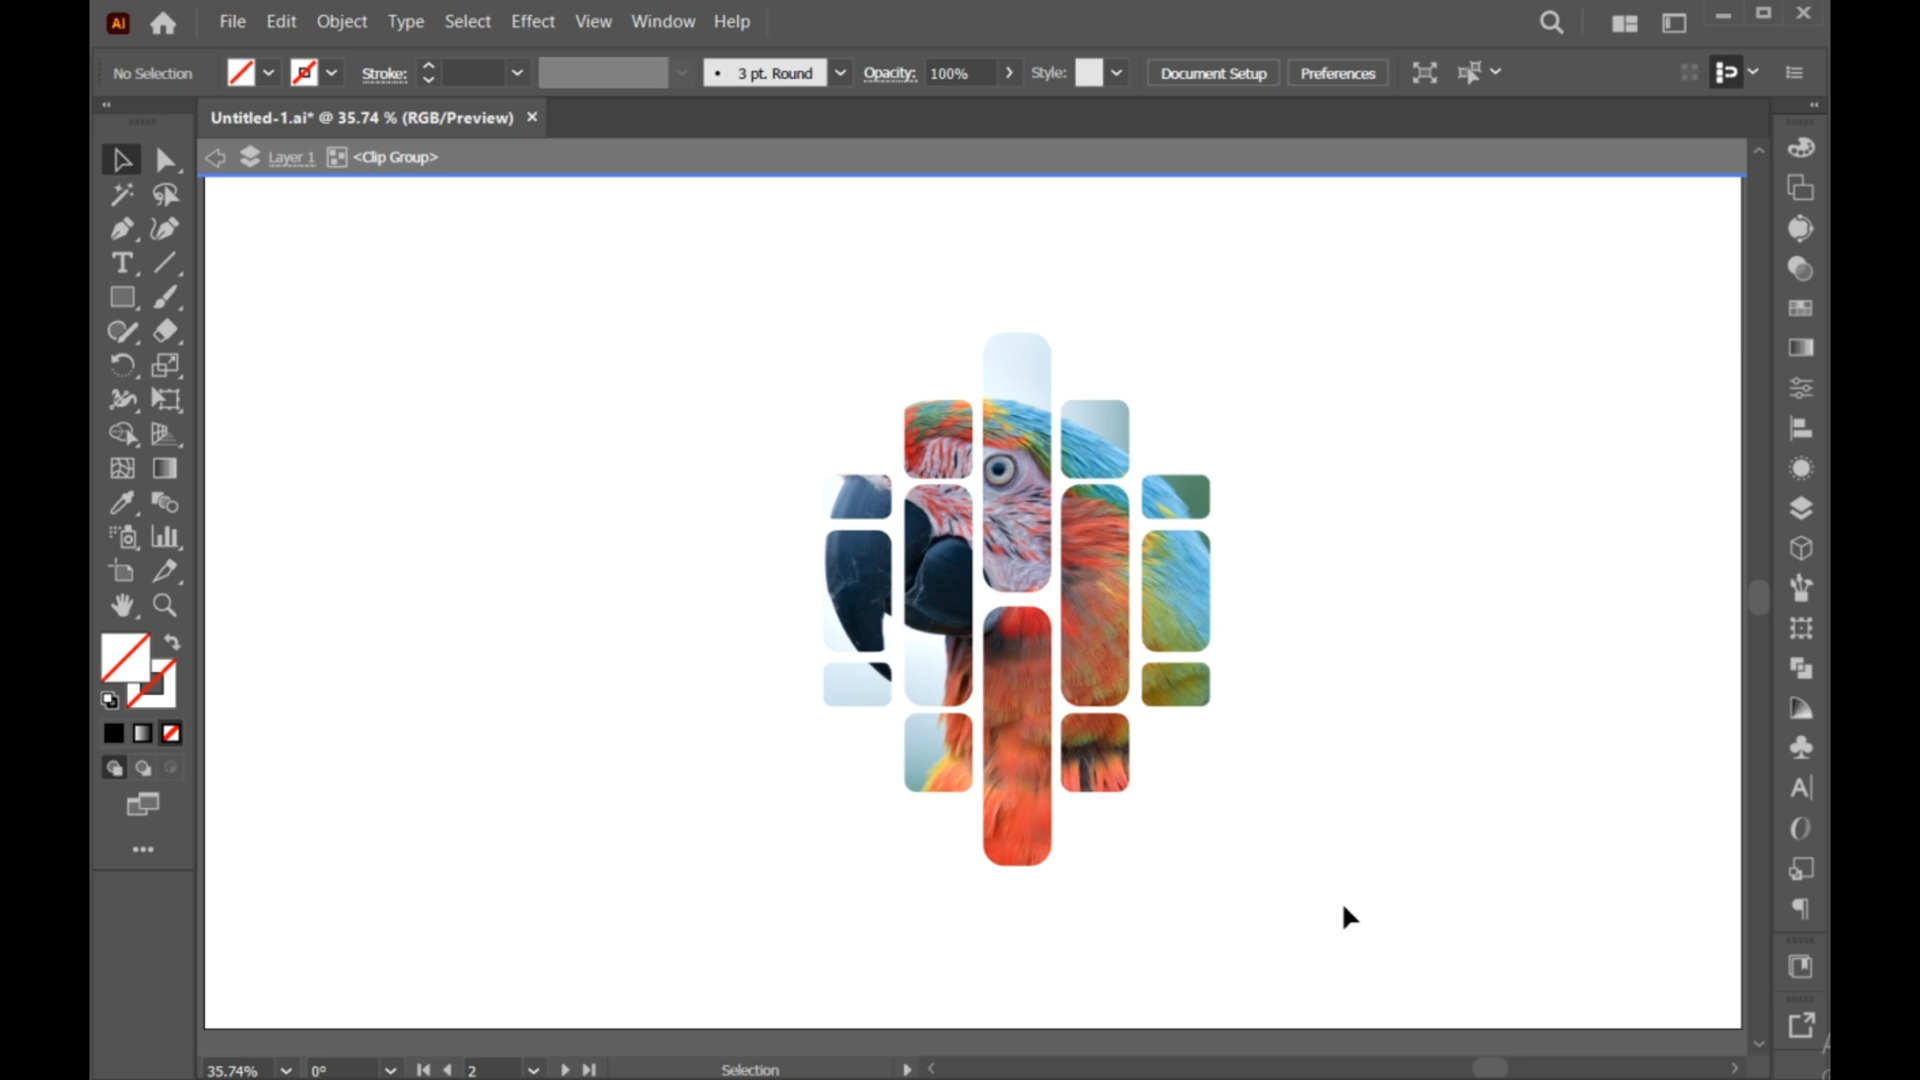 Ai
File Edit Object Type Select Effect View Window Help
No Selection Stroke: 3 pt. Round Opacity: 100% Style: Document Setup Preferences
Untitled-1.ai* @ 35.74 % (RGB/Preview)
Layer 1 <Clip Group>
35.74% 0° 2 Selection